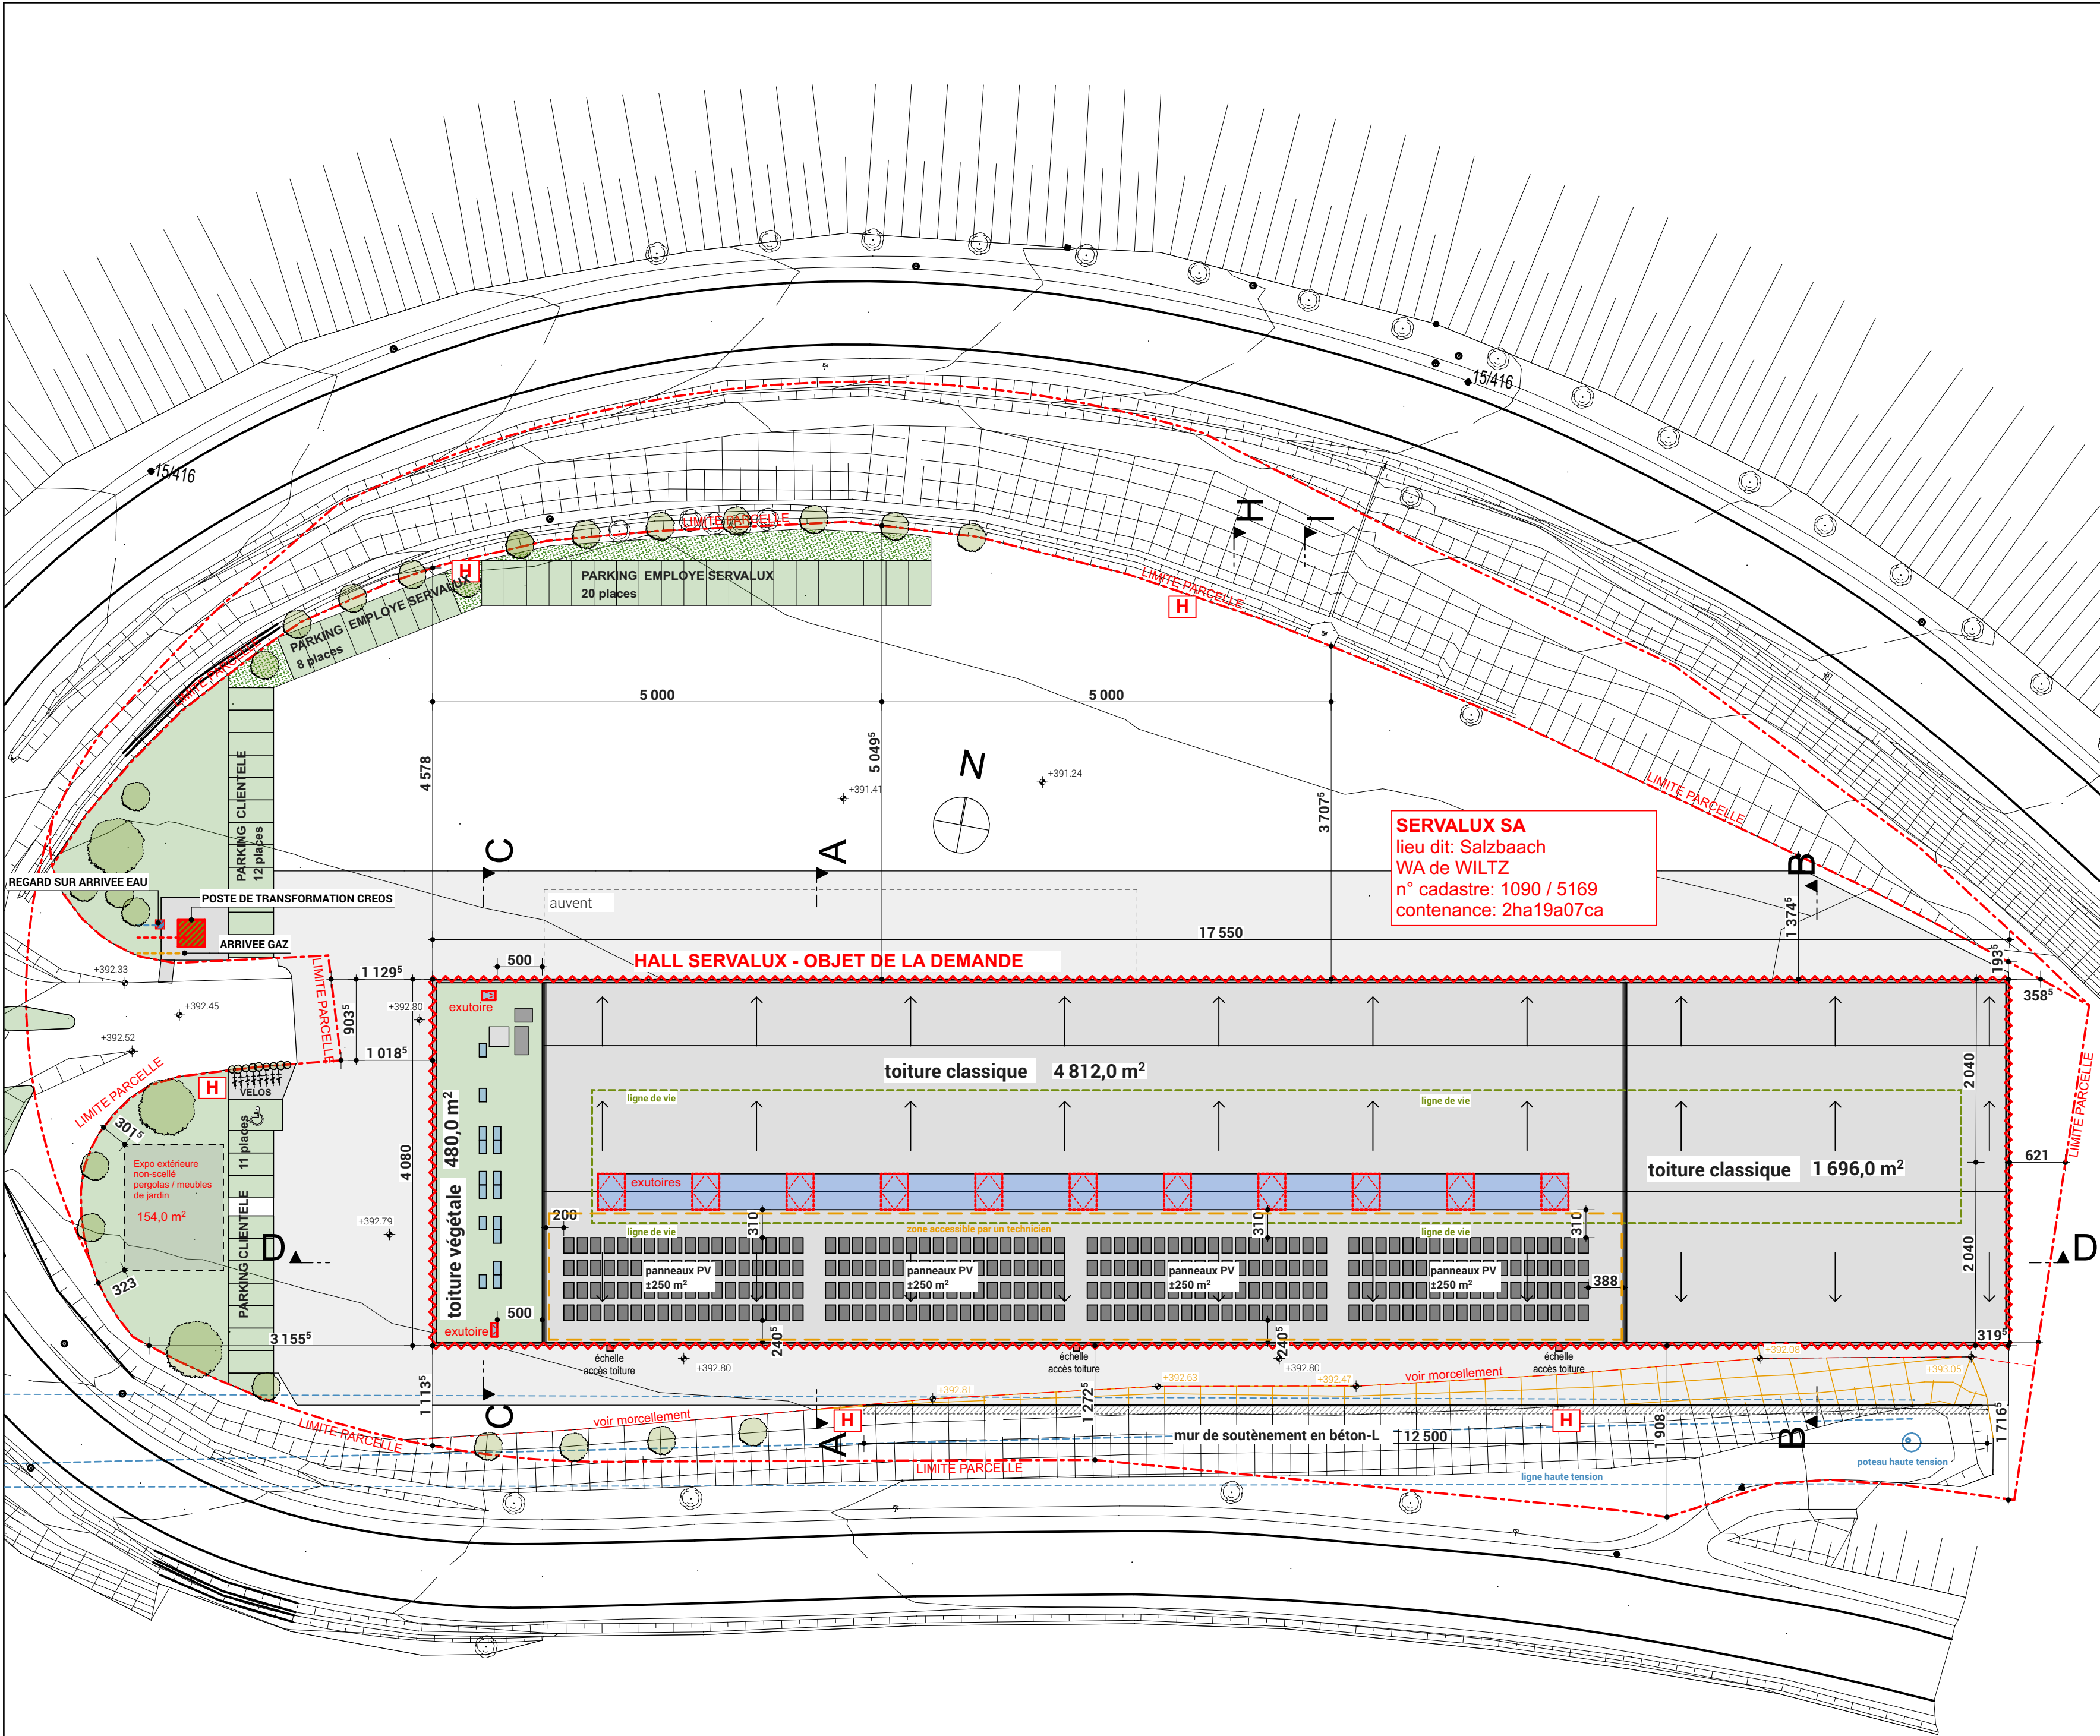 15/416
15/416
LIMITE PARCELLE
H
PARKING EMPLOYE SERVALUX
20 places
PARKING EMPLOYE SERVALUX
8 places
LIMITE PARCELLE
LIMITE PARCELLE
H
H
I
5 000
5 000
4 578
5 049⁵
3 707⁵
N
+391.24
+391.41
PARKING CLIENTELE
12 places
LIMITE PARCELLE
SERVALUX SA
lieu dit: Salzbaach
WA de WILTZ
n° cadastre: 1090 / 5169
contenance: 2ha19a07ca
C
A
B
REGARD SUR ARRIVEE EAU
POSTE DE TRANSFORMATION CREOS
ARRIVEE GAZ
auvent
1 374⁵
17 550
193⁵
HALL SERVALUX - OBJET DE LA DEMANDE
500
+392.33
+392.45
+392.52
LIMITE PARCELLE
1 129⁵
903⁵
+392.80
1 018⁵
358⁵
exutoire
toiture végétale 480,0 m²
toiture classique 4 812,0 m²
ligne de vie
ligne de vie
2 040
LIMITE PARCELLE
H
VELOS
LIMITE PARCELLE
301⁵
Expo extérieure
non-scellé
pergolas / meubles
de jardin
154,0 m²
323
PARKING CLIENTELE 11 places
4 080
+392.79
D
3 155⁵
exutoires
toiture classique 1 696,0 m²
621
200
310
310
310
ligne de vie
zone accessible par un technicien
ligne de vie
panneaux PV
±250 m²
panneaux PV
±250 m²
panneaux PV
±250 m²
panneaux PV
±250 m²
388
2 040
D
500
exutoire
240⁵
240⁵
319⁵
échelle
accès toiture
+392.80
échelle
accès toiture
+392.80
échelle
accès toiture
+392.08
+393.05
voir morcellement
+392.81
+392.63
+392.47
1 113⁵
C
1 272⁵
voir morcellement
A
H
H
mur de soutènement en béton-L 12 500
1 908
B
1 716⁵
LIMITE PARCELLE
LIMITE PARCELLE
ligne haute tension
poteau haute tension